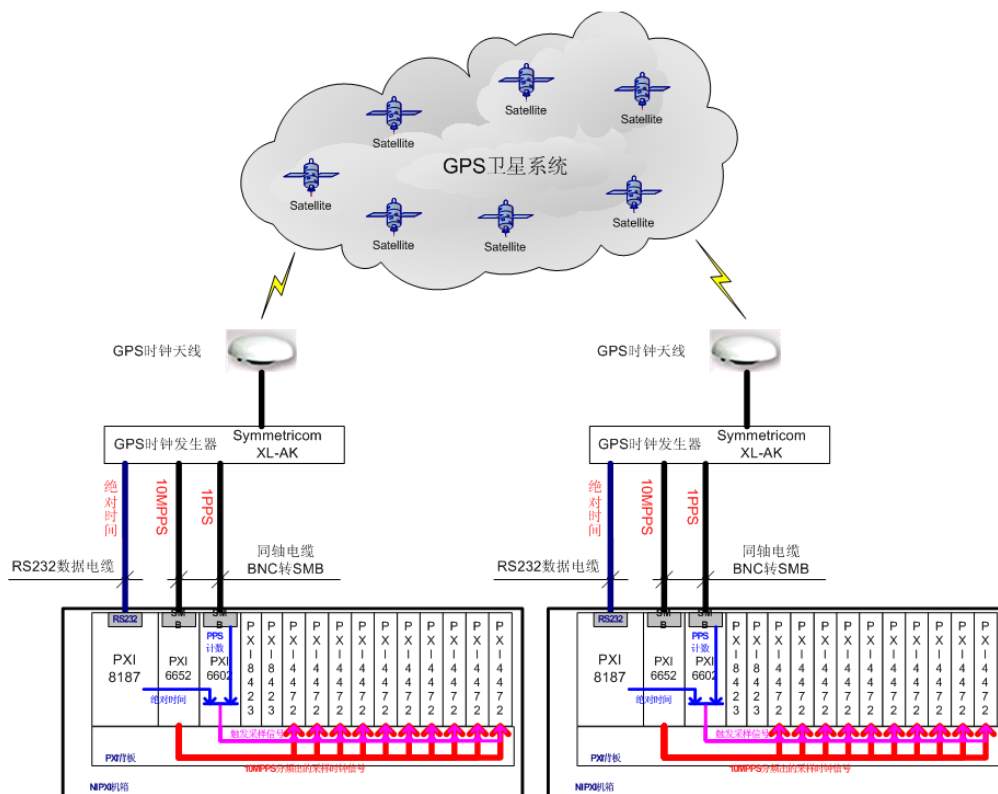 Satellite
Satellite
Satellite
Satellite
Satellite
Satellite
Satellite
GPS卫星系统
GPS时钟天线
GPS时钟发生器
Symmetricom
XL-AK
绝对时间
10MPPS
1PPS
RS232数据电缆
同轴电缆
BNC转SMB
RS232
SMB
SMB
PXI
8187
PXI
6652
PPS
计数
PXI
6602
PXI-8423
PXI-8423
PXI-4472
PXI-4472
PXI-4472
PXI-4472
PXI-4472
PXI-4472
PXI-4472
PXI-4472
PXI-4472
PXI-4472
绝对时间
触发采样信号
PXI背板
10MPPS分频出的采样时钟信号
NI PXI机箱
GPS时钟天线
GPS时钟发生器
Symmetricom
XL-AK
绝对时间
10MPPS
1PPS
RS232数据电缆
同轴电缆
BNC转SMB
RS232
SMB
SMB
PXI
8187
PXI
6652
PPS
计数
PXI
6602
PXI-8423
PXI-8423
PXI-4472
PXI-4472
PXI-4472
PXI-4472
PXI-4472
PXI-4472
PXI-4472
PXI-4472
PXI-4472
PXI-4472
绝对时间
触发采样信号
PXI背板
10MPPS分频出的采样时钟信号
NI PXI机箱